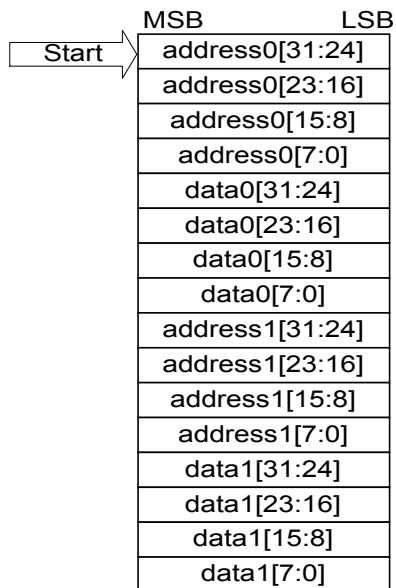 MSB LSB
Start address0[31:24]
address0[23:16]
address0[15:8]
address0[7:0]
data0[31:24]
data0[23:16]
data0[15:8]
data0[7:0]
address1[31:24]
address1[23:16]
address1[15:8]
address1[7:0]
data1[31:24]
data1[23:16]
data1[15:8]
data1[7:0]